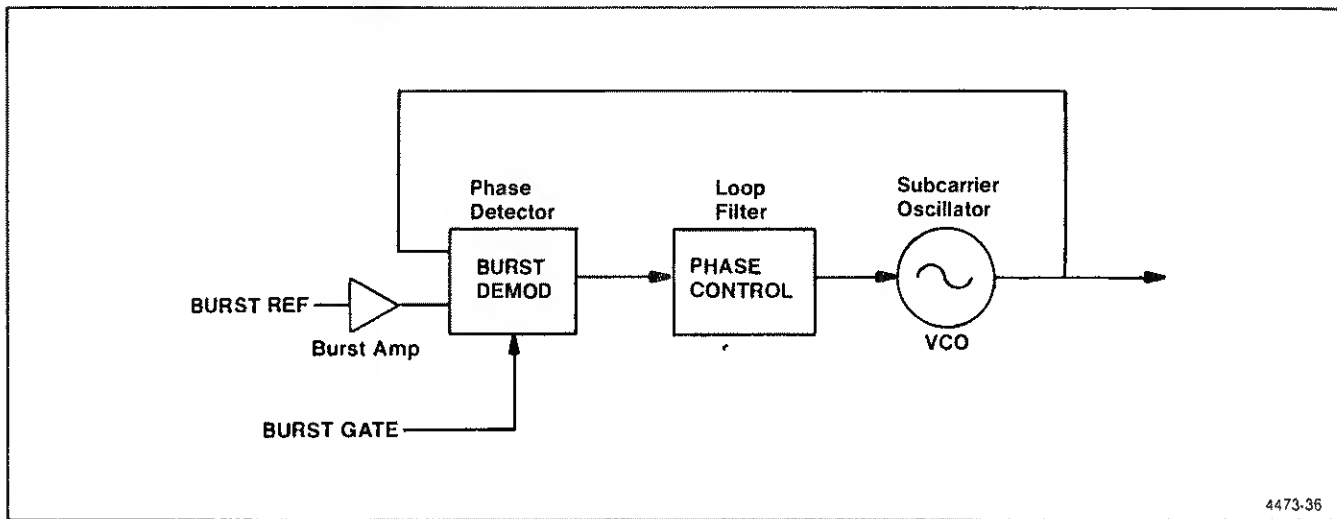 Phase
Detector
Loop
Filter
Subcarrier
Oscillator
BURST
DEMOD
PHASE
CONTROL
BURST REF
Burst Amp
VCO
BURST GATE
4473-36